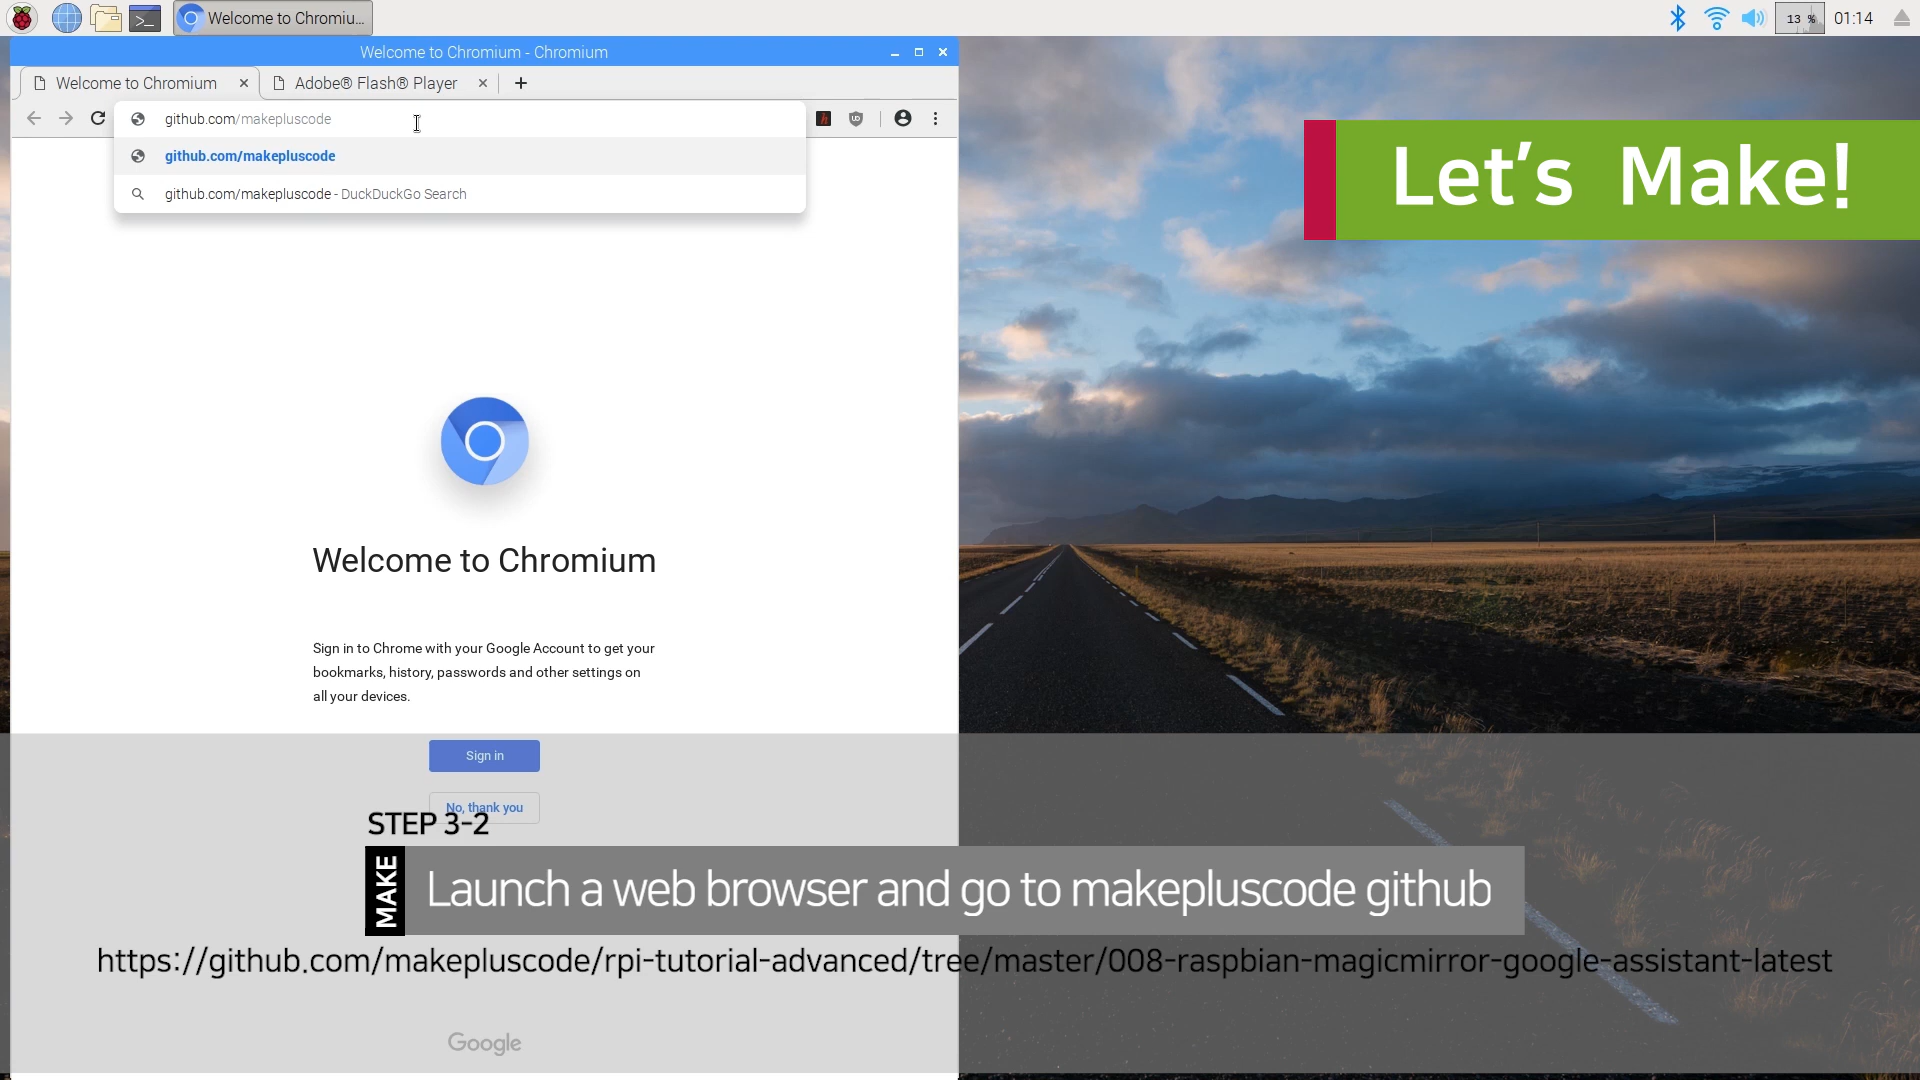 Welcome to Chromiu...
13 %
01:14
Welcome to Chromium - Chromium
Welcome to Chromium
Adobe® Flash® Player
github.com/makepluscode
github.com/makepluscode
github.com/makepluscode - DuckDuckGo Search
Let's Make!
Welcome to Chromium
Sign in to Chrome with your Google Account to get your
bookmarks, history, passwords and other settings on
all your devices.
Sign in
No, thank you
STEP 3-2
MAKE
Launch a web browser and go to makepluscode github
https://github.com/makepluscode/rpi-tutorial-advanced/tree/master/008-raspbian-magicmirror-google-assistant-latest
Google